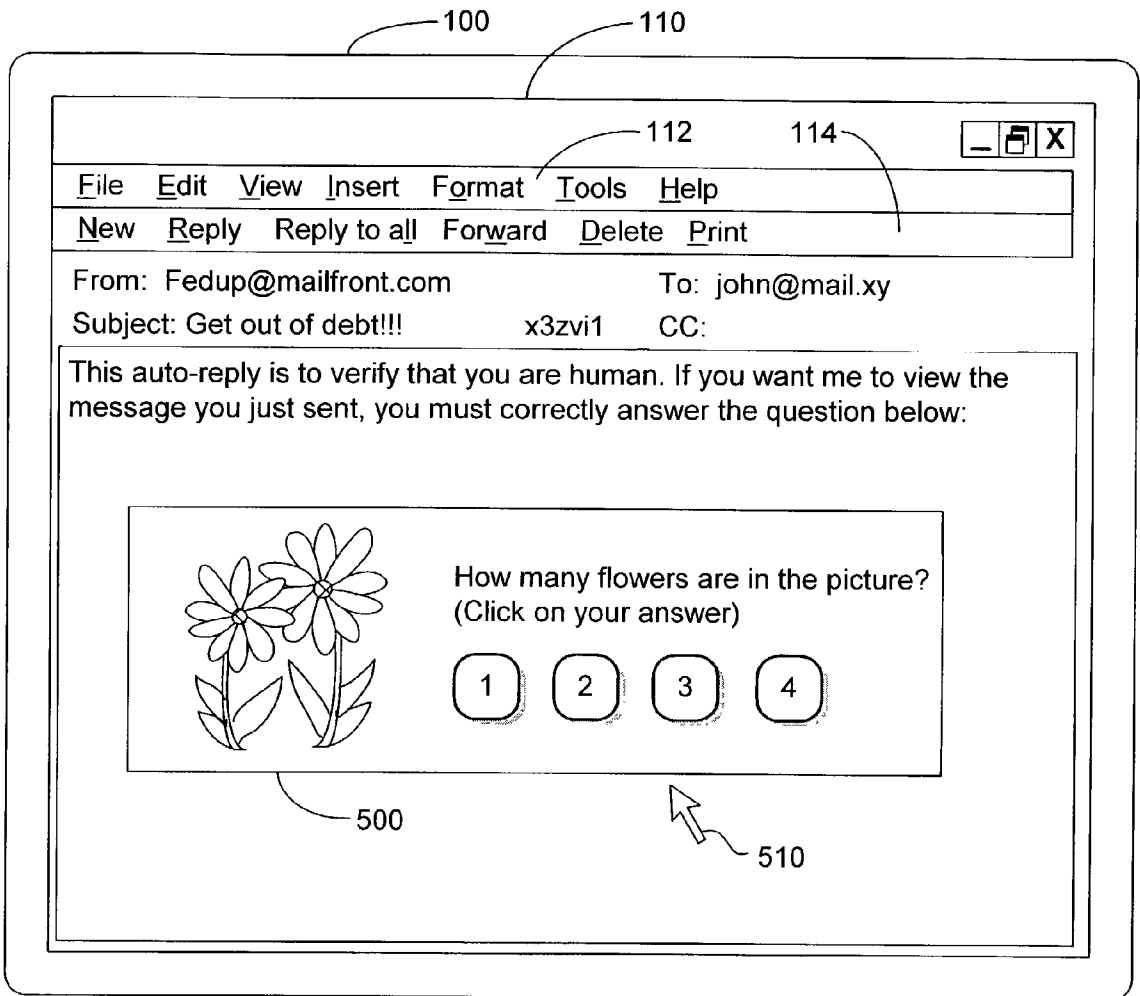 100
110
112
114
X
File Edit View Insert Format Tools Help
New Reply Reply to all Forward Delete Print
From: Fedup@mailfront.com To: john@mail.xy
Subject: Get out of debt!!! x3zvi1 CC:
This auto-reply is to verify that you are human. If you want me to view the
message you just sent, you must correctly answer the question below:
How many flowers are in the picture?
(Click on your answer)
1 2 3 4
500
510